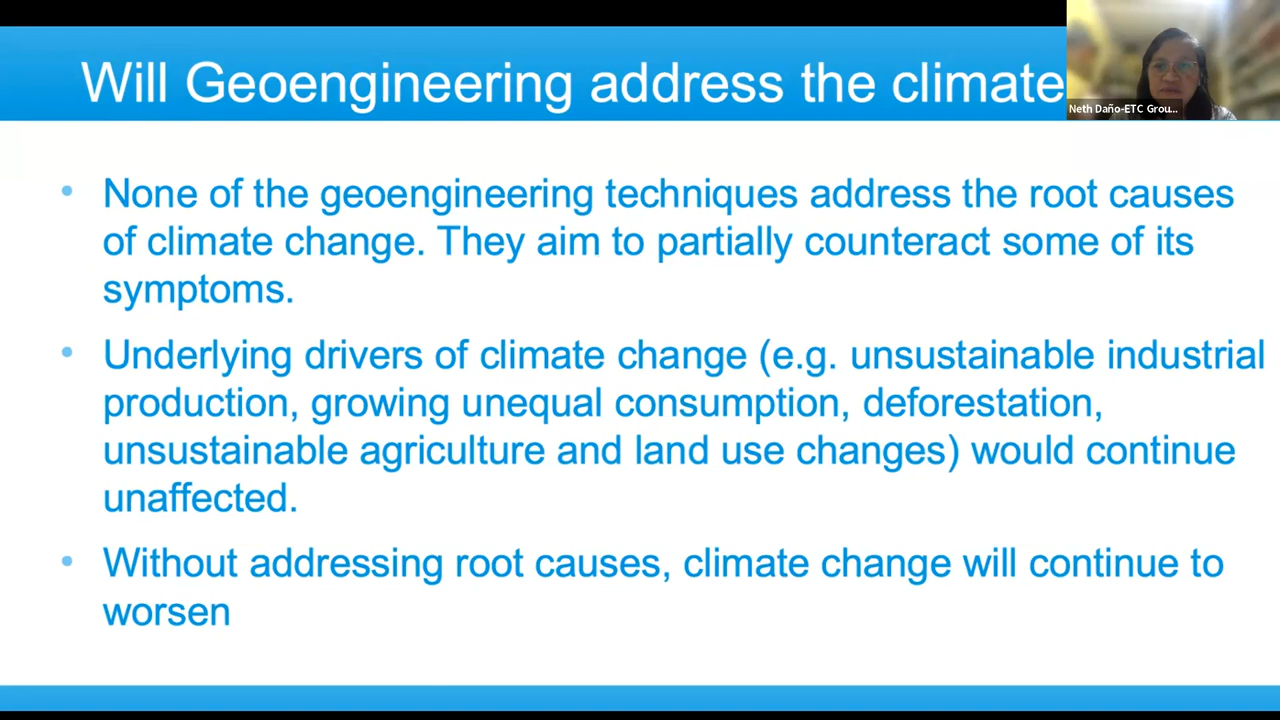 Will Geoengineering address the climate
Neth Daño-ETC Grou...
• None of the geoengineering techniques address the root causes
of climate change. They aim to partially counteract some of its
symptoms.
• Underlying drivers of climate change (e.g. unsustainable industrial
production, growing unequal consumption, deforestation,
unsustainable agriculture and land use changes) would continue
unaffected.
• Without addressing root causes, climate change will continue to
worsen